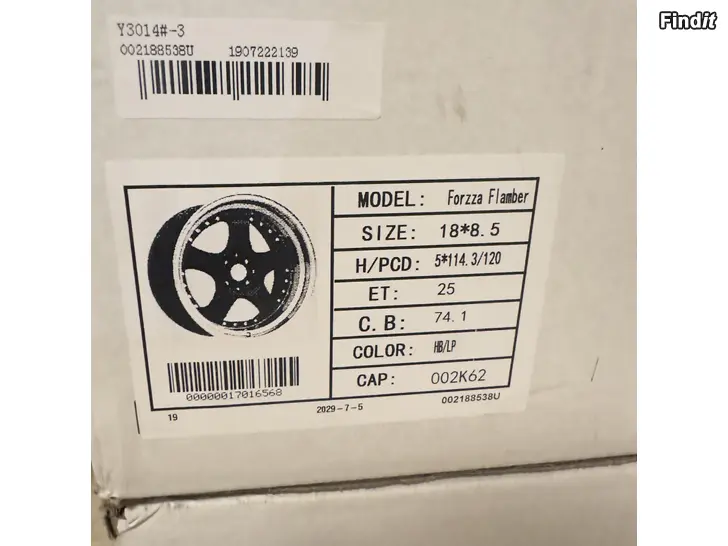 Findit
Y3014#-3
002188538U 1907222139
MODEL: Forzza Flamber
SIZE: 18*8.5
H/PCD: 5*114.3/120
ET: 25
C.B: 74.1
COLOR: HB/LP
CAP: 002K62
00000017016568
19 2029-7-5 002188538U